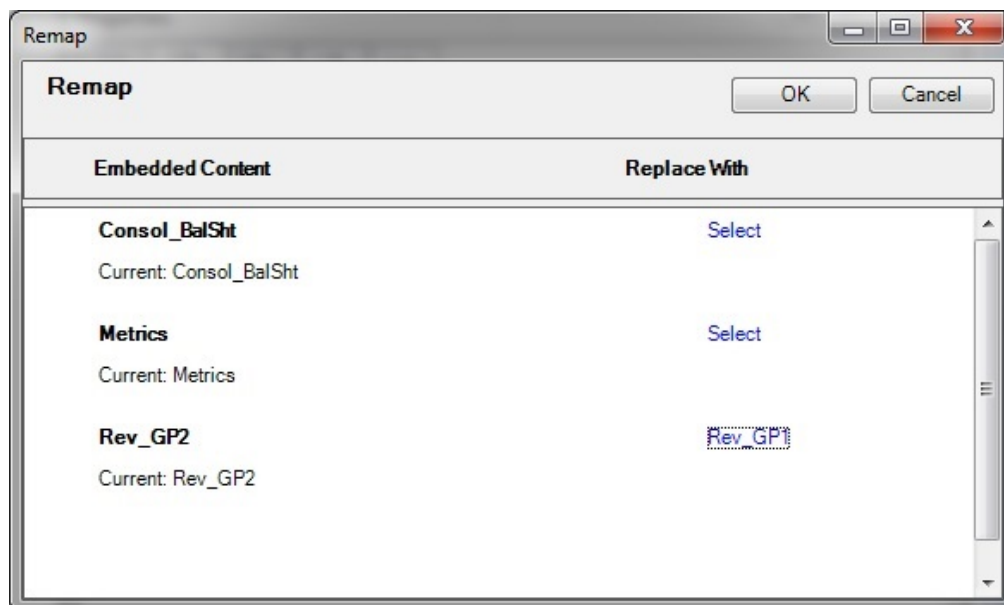 Remap
Remap
OK Cancel
Embedded Content Replace With
Consol_BalSht Select
Current: Consol_BalSht
Metrics Select
Current: Metrics
Rev_GP2 Rev_GP1
Current: Rev_GP2